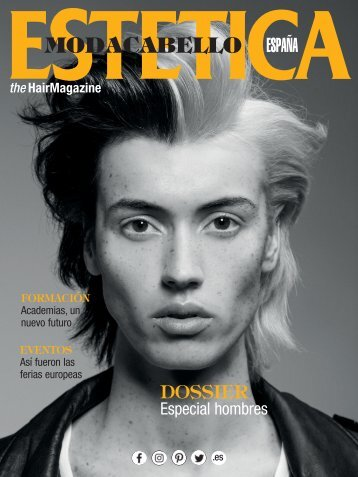 ESTETICA
MODACABELLO
ESPAÑA
the HairMagazine
FORMACIÓN
Academias, un
nuevo futuro
EVENTOS
Así fueron las
ferias europeas
DOSSIER
Especial hombres
.es